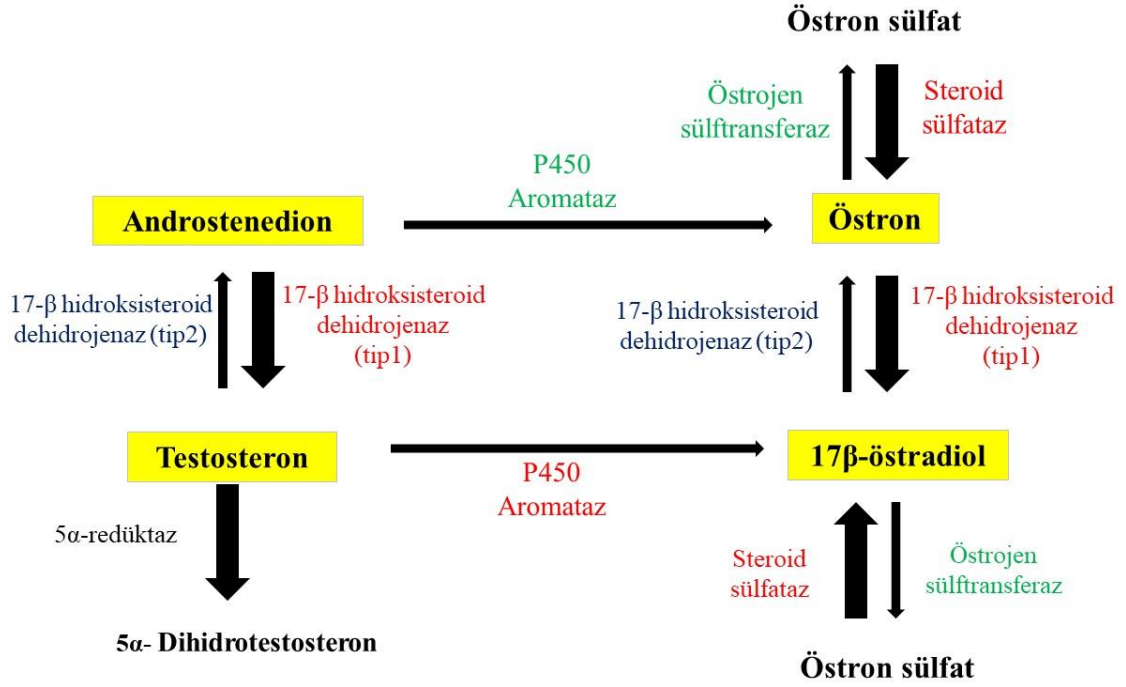 Östron sülfat
Östrojen
sülftransferaz
Steroid
sülfataz
P450
Aromataz
Androstenedion
Östron
17-β hidroksisteroid
dehidrojenaz (tip2)
17-β hidroksisteroid
dehidrojenaz
(tip1)
17-β hidroksisteroid
dehidrojenaz (tip2)
17-β hidroksisteroid
dehidrojenaz
(tip1)
Testosteron
17β-östradiol
P450
Aromataz
5α-redüktaz
Steroid
sülfataz
Östrojen
sülftransferaz
5α- Dihidrotestosteron
Östron sülfat